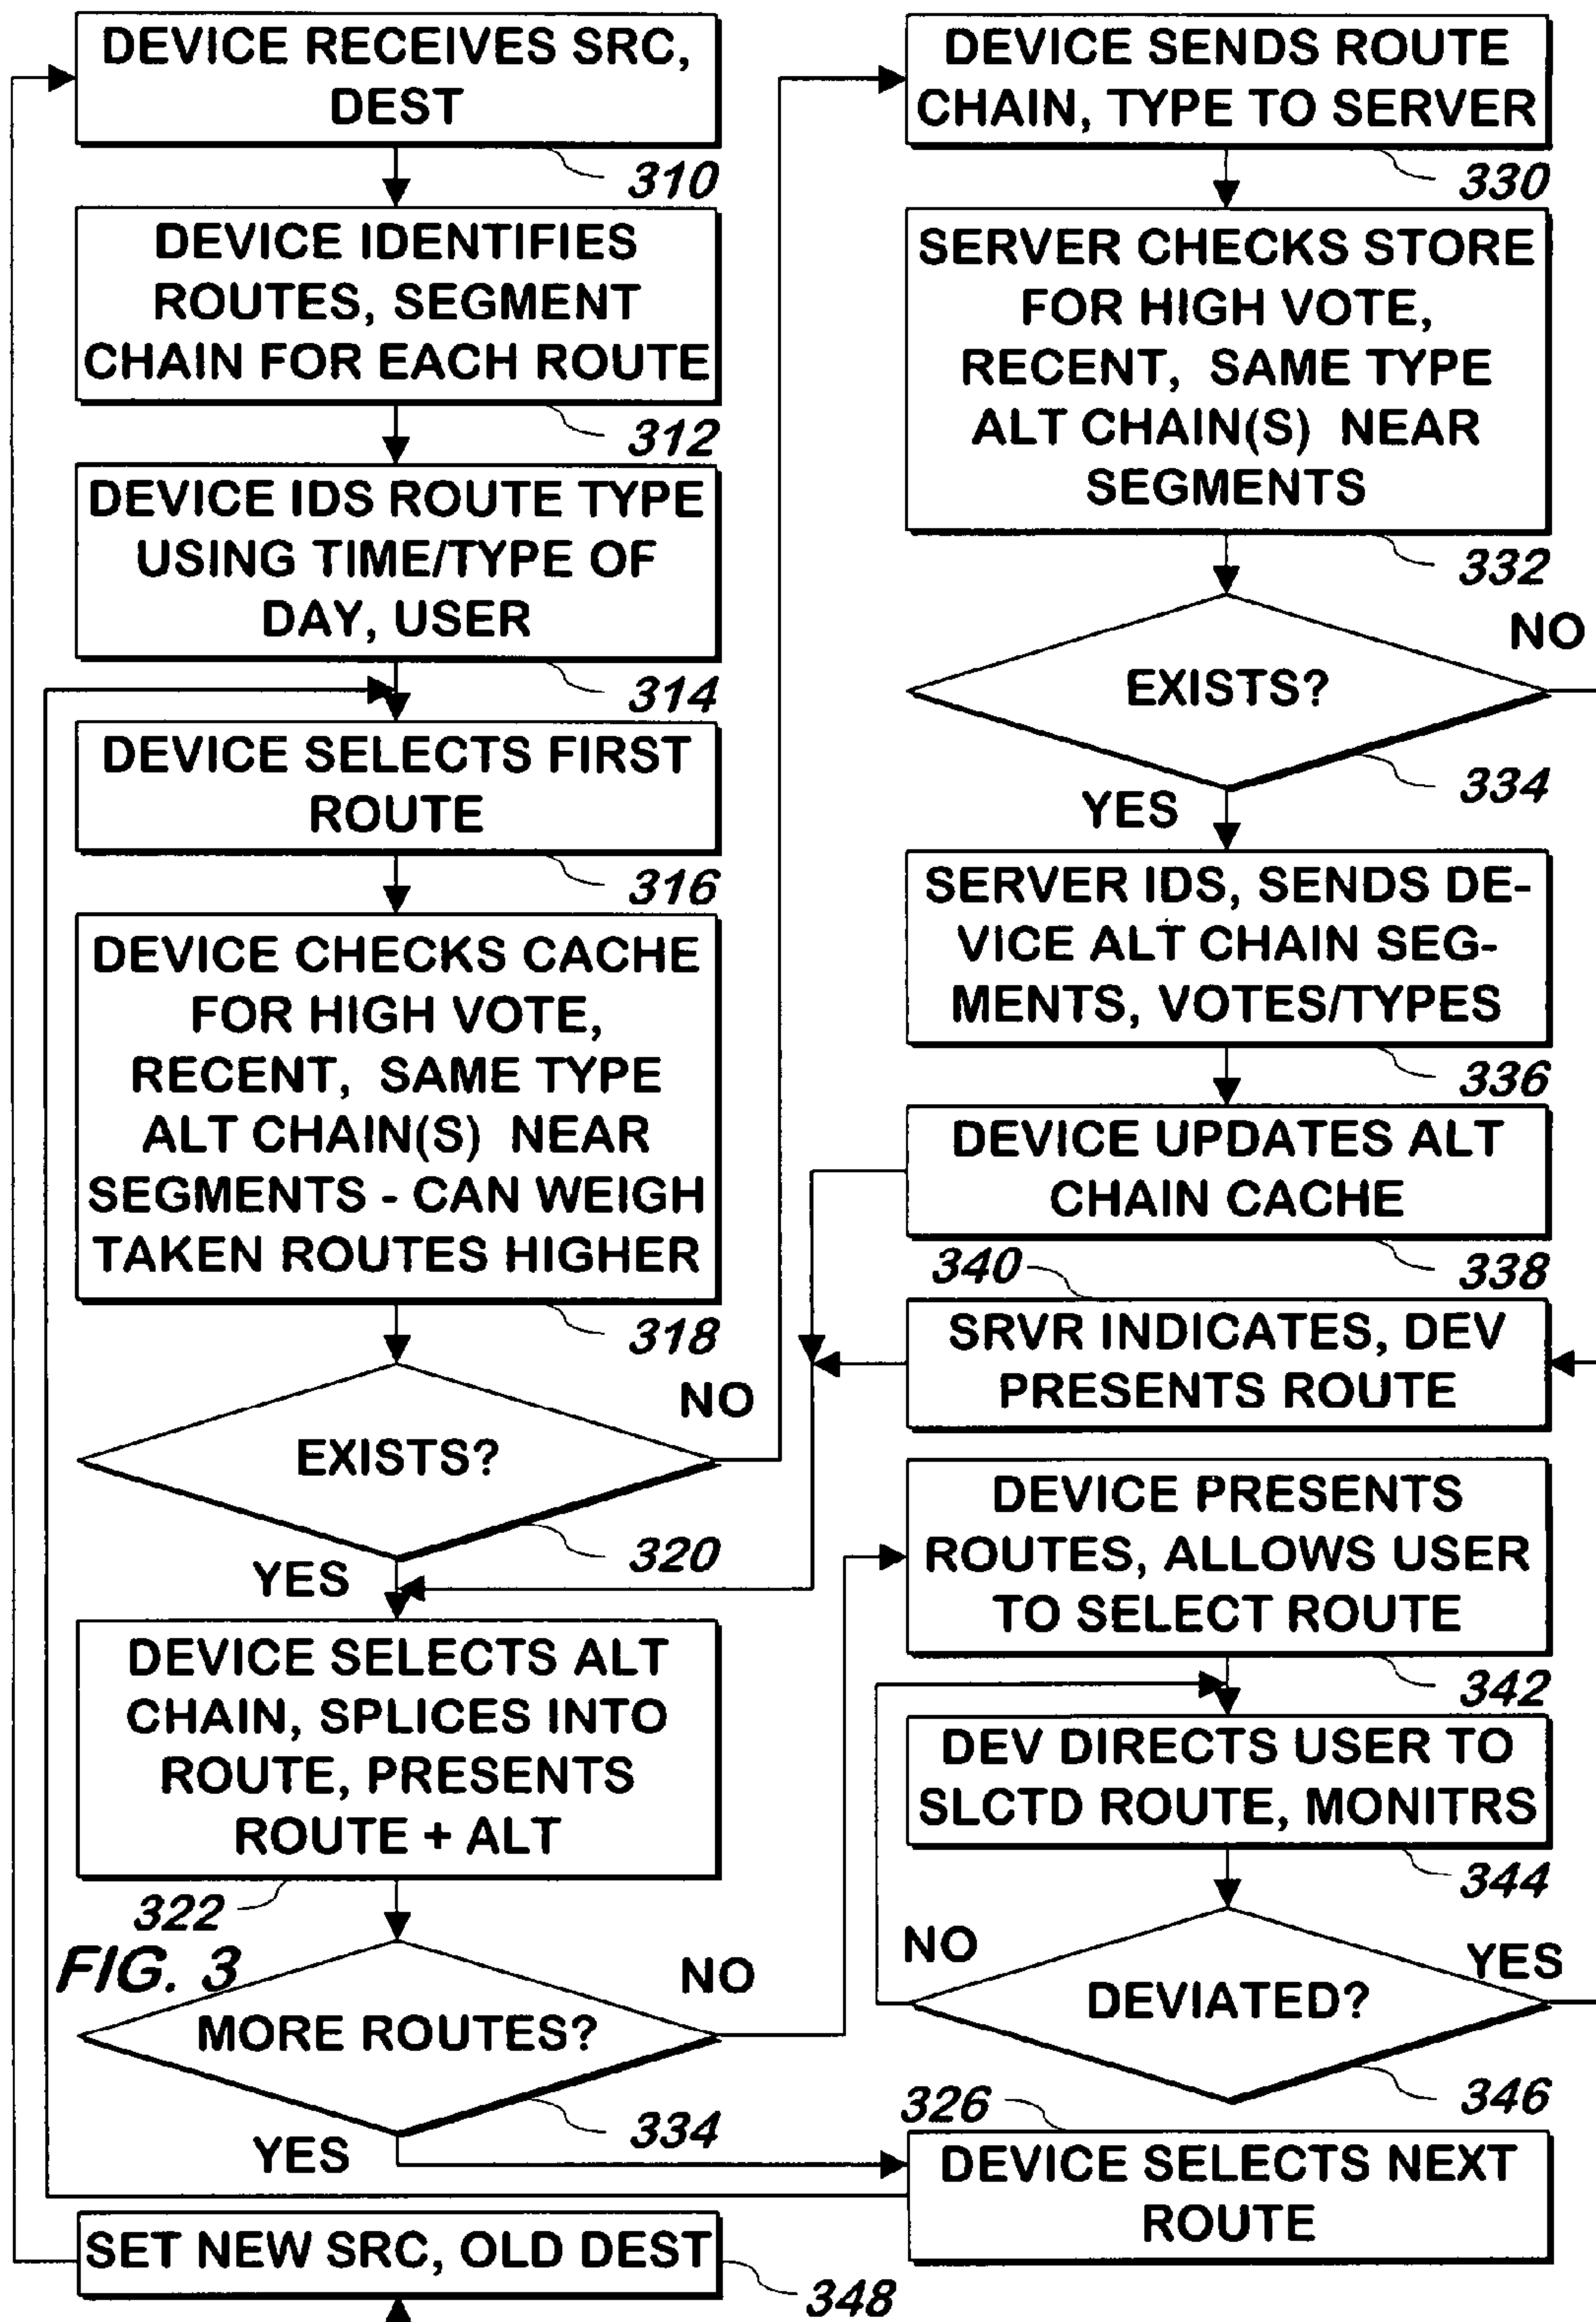 DEVICE RECEIVES SRC,
DEST
310
DEVICE IDENTIFIES
ROUTES, SEGMENT
CHAIN FOR EACH ROUTE
312
DEVICE IDS ROUTE TYPE
USING TIME/TYPE OF
DAY, USER
314
DEVICE SELECTS FIRST
ROUTE
316
DEVICE CHECKS CACHE
FOR HIGH VOTE,
RECENT, SAME TYPE
ALT CHAIN(S) NEAR
SEGMENTS - CAN WEIGH
TAKEN ROUTES HIGHER
318
NO
EXISTS?
320
YES
DEVICE SELECTS ALT
CHAIN, SPLICES INTO
ROUTE, PRESENTS
ROUTE + ALT
322
FIG. 3
NO
MORE ROUTES?
334
YES
SET NEW SRC, OLD DEST
348
DEVICE SENDS ROUTE
CHAIN, TYPE TO SERVER
330
SERVER CHECKS STORE
FOR HIGH VOTE,
RECENT, SAME TYPE
ALT CHAIN(S) NEAR
SEGMENTS
332
NO
EXISTS?
334
YES
SERVER IDS, SENDS DE-
VICE ALT CHAIN SEG-
MENTS, VOTES/TYPES
336
DEVICE UPDATES ALT
CHAIN CACHE
338
340
SRVR INDICATES, DEV
PRESENTS ROUTE
DEVICE PRESENTS
ROUTES, ALLOWS USER
TO SELECT ROUTE
342
DEV DIRECTS USER TO
SLCTD ROUTE, MONITRS
344
NO
YES
DEVIATED?
346
326
DEVICE SELECTS NEXT
ROUTE